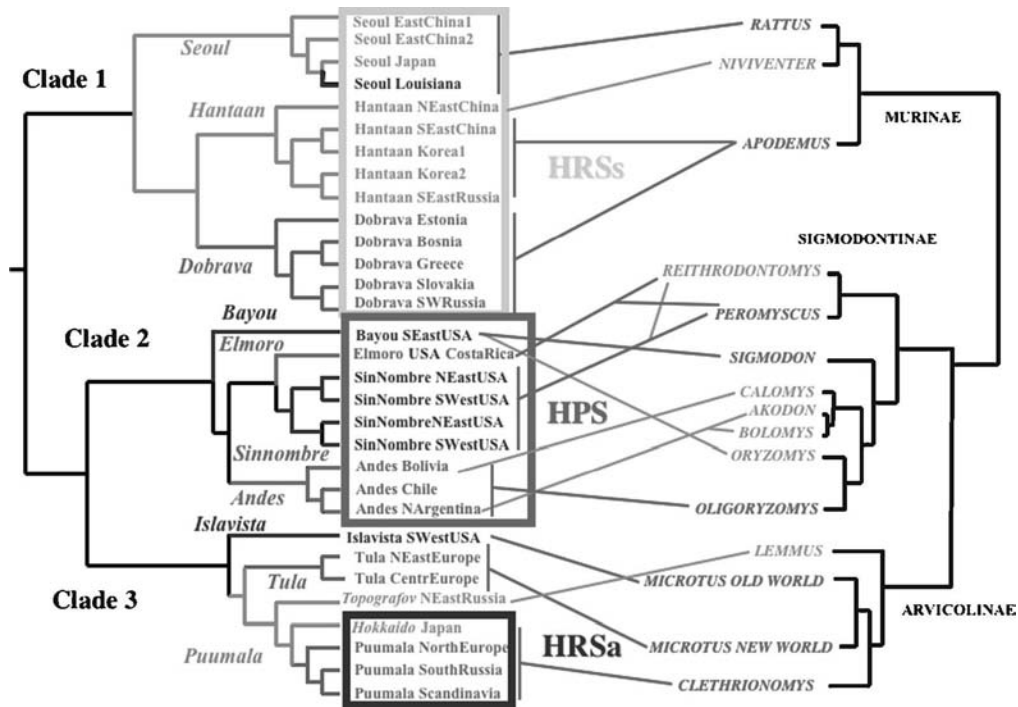 Seoul EastChina1
RATTUS
Seoul EastChina2
Seoul
Seoul Japan
NIVIVENTER
Clade 1
Seoul Louisiana
Hantaan
Hantaan NEastChina
MURINAE
Hantaan SEastChina
Hantaan Korea1
APODEMUS
HRSs
Hantaan Korea2
Hantaan SEastRussia
Dobrava Estonia
Dobrava Bosnia
SIGMODONTINAE
Dobrava
Dobrava Greece
REITHRODONTOMYS
Dobrava Slovakia
Dobrava SWRussia
Bayou
PEROMYSCUS
Clade 2
Bayou SEastUSA
Elmoro
Elmoro USA CostaRica
SIGMODON
SinNombre NEastUSA
CALOMYS
SinNombre SWestUSA
HPS
AKODON
SinNombreNEastUSA
BOLOMYS
SinNombre SWestUSA
Sinnombre
ORYZOMYS
Andes Bolivia
Andes Chile
Andes
OLIGORYZOMYS
Andes NArgentina
Islavista
Islavista SWestUSA
LEMMUS
Tula NEastEurope
Tula
Tula CentrEurope
MICROTUS OLD WORLD
Clade 3
Topografov NEastRussia
ARVICOLINAE
Hokkaido Japan
HRSa
Puumala
Puumala NorthEurope
MICROTUS NEW WORLD
Puumala SouthRussia
CLETHRIONOMYS
Puumala Scandinavia